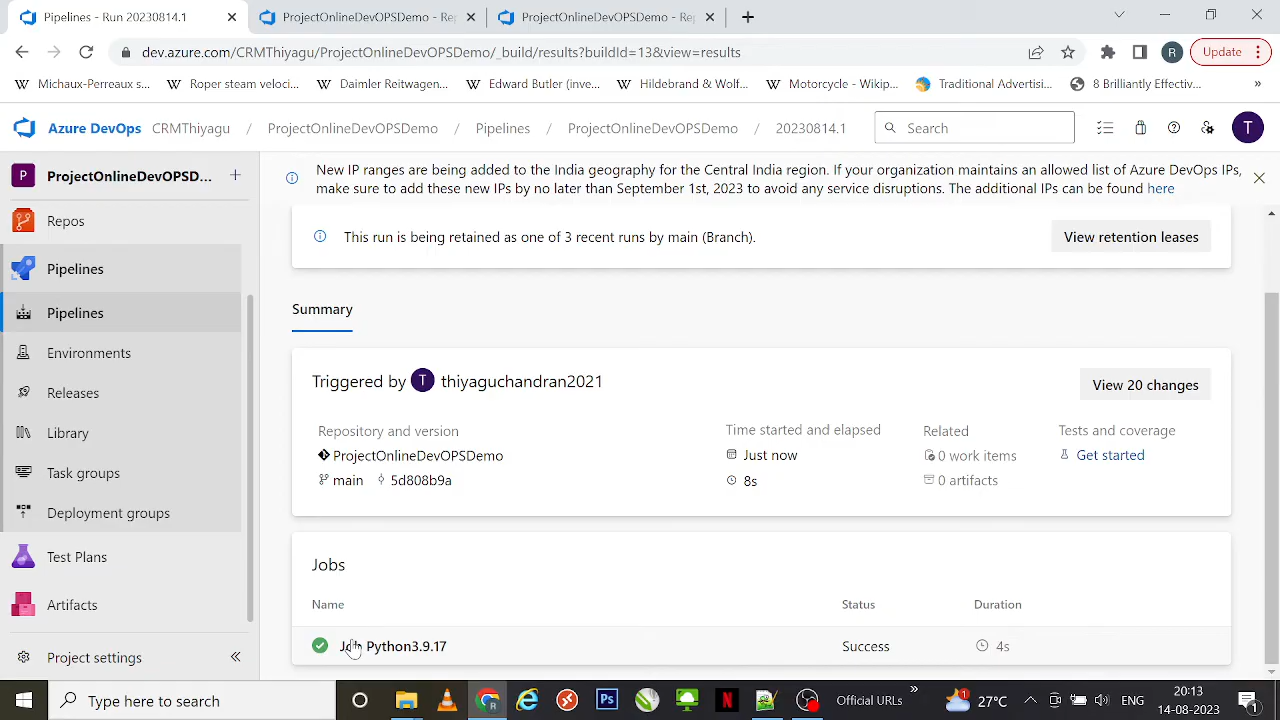 Pipelines - Run 20230814.1
ProjectOnlineDevOPSDemo - Re
ProjectOnlineDevOPSDemo - Rep
dev.azure.com/CRMThiyagu/ProjectOnlineDevOPSDemo/_build/results?buildId=13&view=results
R
Update
Michaux-Perreaux s...
Roper steam veloci...
Daimler Reitwagen...
Edward Butler (inve...
Hildebrand & Wolf...
Motorcycle - Wikip...
Traditional Advertisi...
8 Brilliantly Effectiv...
»
Azure DevOps CRMThiyagu / ProjectOnlineDevOPSDemo / Pipelines ProjectOnlineDevOPSDemo / 20230814.1
Search
T
P ProjectOnlineDevOPSD... +
New IP ranges are being added to the India geography for the Central India region. If your organization maintains an allowed list of Azure DevOps IPs,
make sure to add these new IPs by no later than September 1st, 2023 to avoid any service disruptions. The additional IPs can be found here
Repos
Pipelines
Pipelines
Environments
Releases
Library
Task groups
Deployment groups
Test Plans
Artifacts
Project settings
This run is being retained as one of 3 recent runs by main (Branch).
View retention leases
Summary
Triggered by T thiyaguchandran2021
View 20 changes
Repository and version
ProjectOnlineDevOPSDemo
main 5d808b9a
Time started and elapsed
Just now
8s
Related
0 work items
0 artifacts
Tests and coverage
Get started
Jobs
Name Status Duration
Python3.9.17 Success 4s
Type here to search
Ps
N
R
Official URLs
»
1
27°C
ENG
20:13
14-08-2023
1